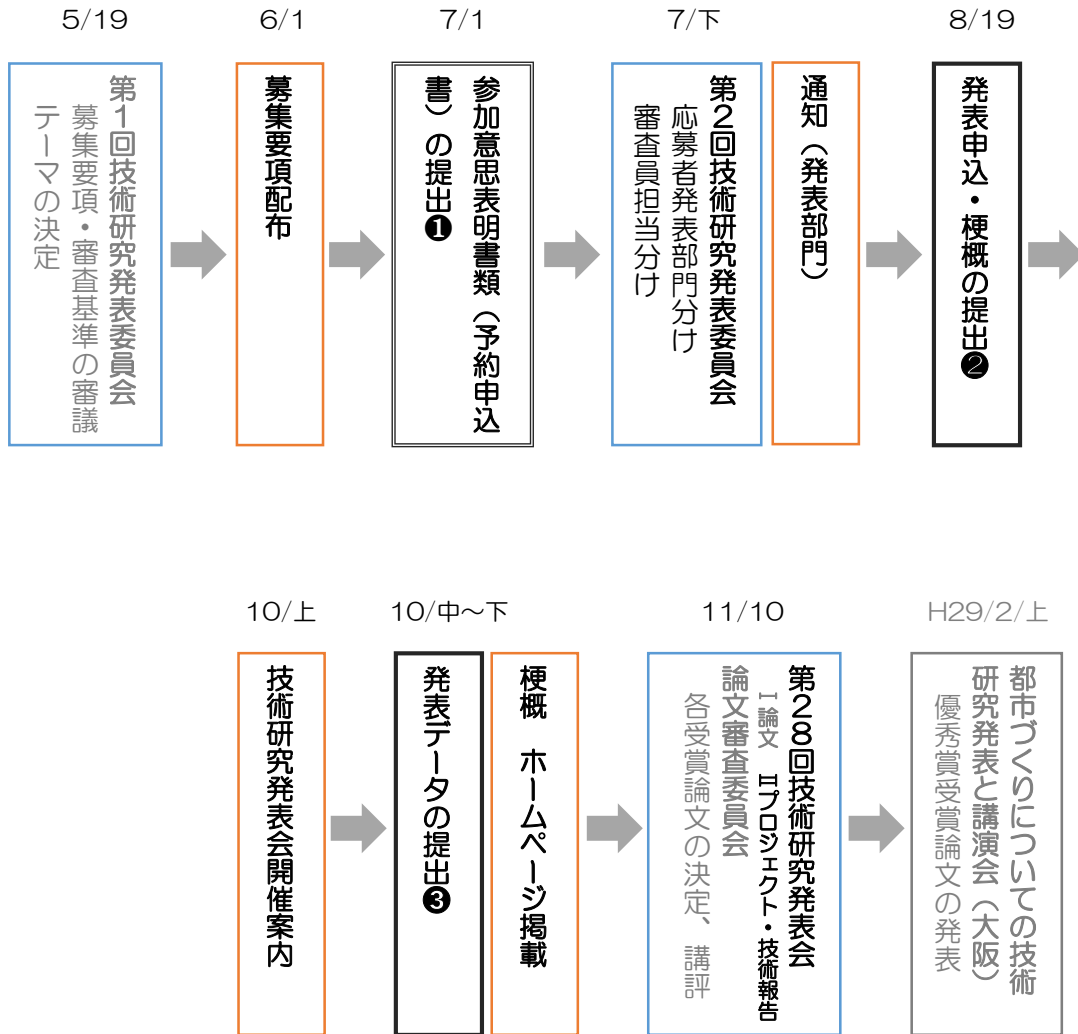 5/19
第1回技術研究発表委員会
募集要項・審査基準の審議
テーマの決定
6/1
募集要項配布
7/1
参加意思表明書類（予約申込
書）の提出❶
7/下
第2回技術研究発表委員会
応募者発表部門分け
審査員担当分け
通知（発表部門）
8/19
発表申込・梗概の提出❷
10/上
技術研究発表会開催案内
10/中～下
発表データの提出❸
梗概　ホームページ掲載
11/10
第28回技術研究発表会
Ⅰ論文　Ⅱプロジェクト・技術報告
論文審査委員会
各受賞論文の決定、講評
H29/2/上
都市づくりについての技術
研究発表と講演会（大阪）
優秀賞受賞論文の発表